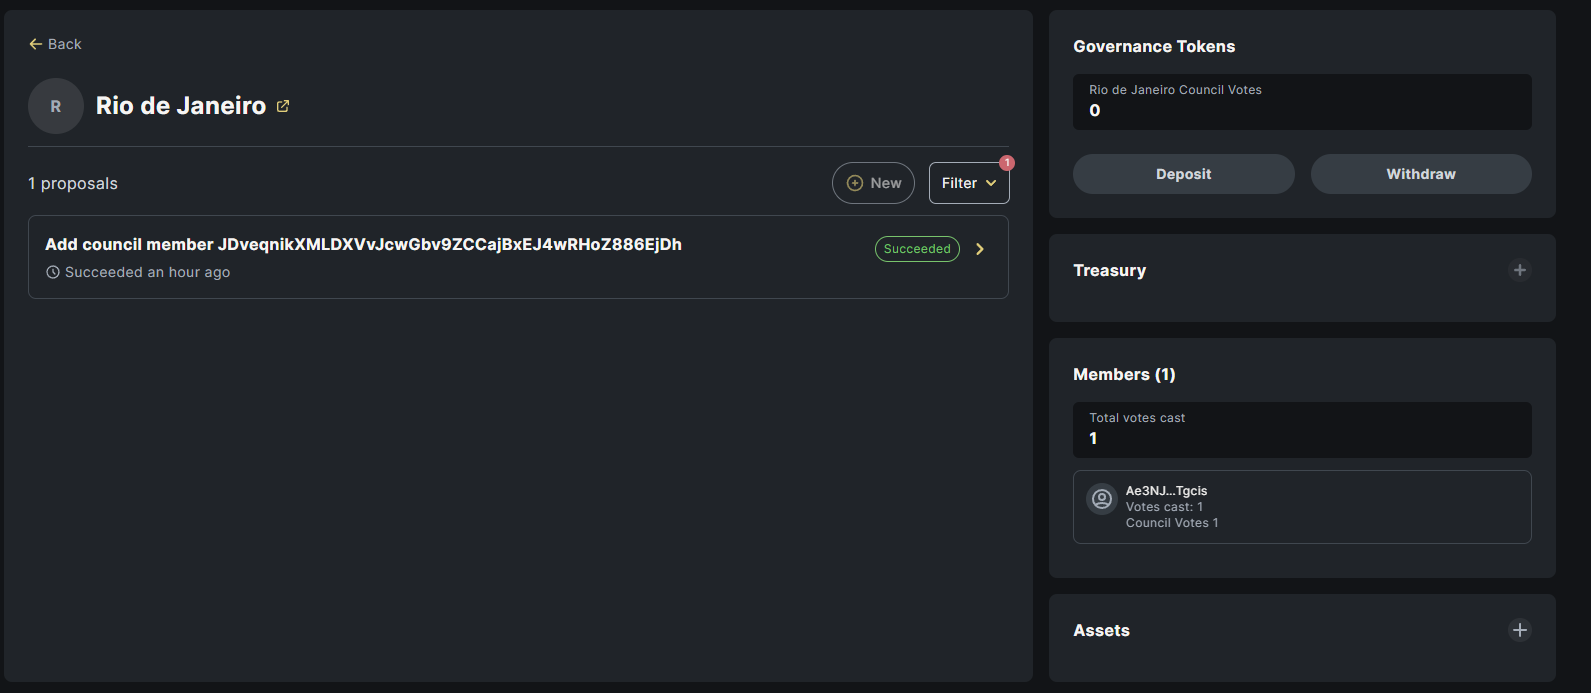 Back
R
Rio de Janeiro
1 proposals
New
Filter
1
Add council member JDveqnikXMLDXVvJcwGbv9ZCCajBxEJ4wRHoZ886EjDh
Succeeded an hour ago
Succeeded
Governance Tokens
Rio de Janeiro Council Votes
0
Deposit
Withdraw
Treasury
Members (1)
Total votes cast
1
Ae3NJ...Tgcis
Votes cast: 1
Council Votes 1
Assets